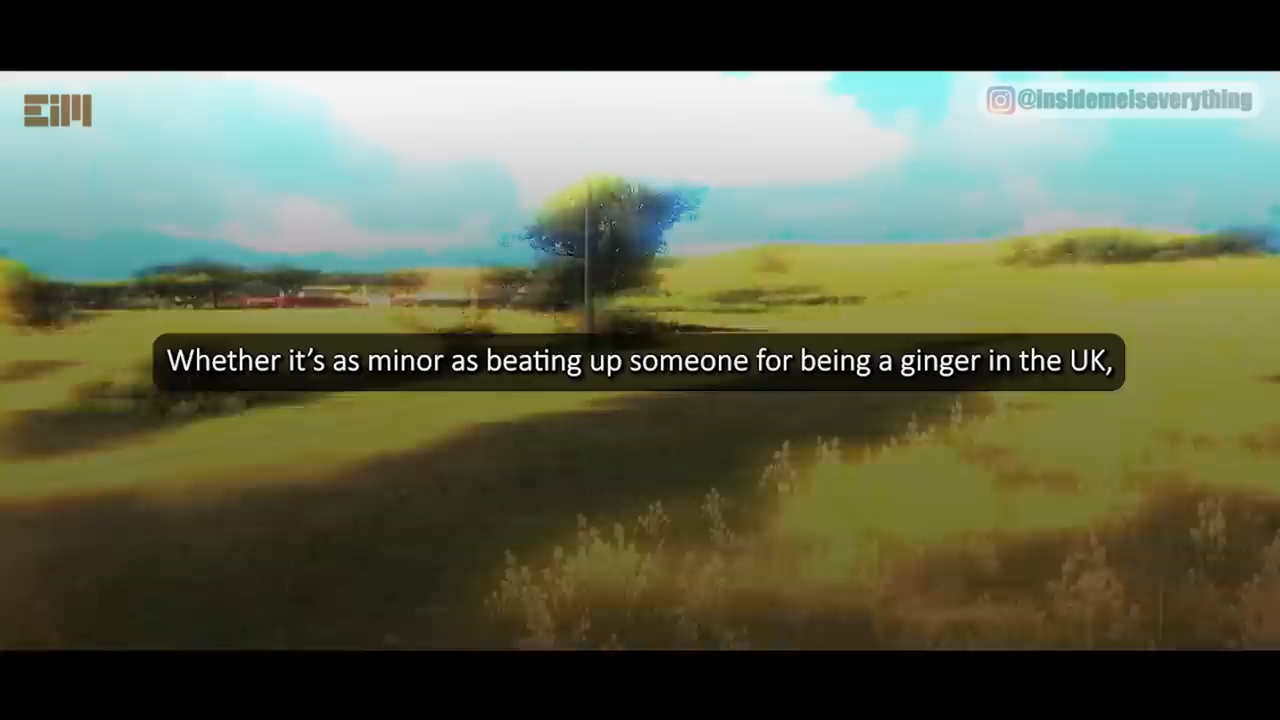 EiM
@insidemeiseverything
Whether it's as minor as beating up someone for being a ginger in the UK,